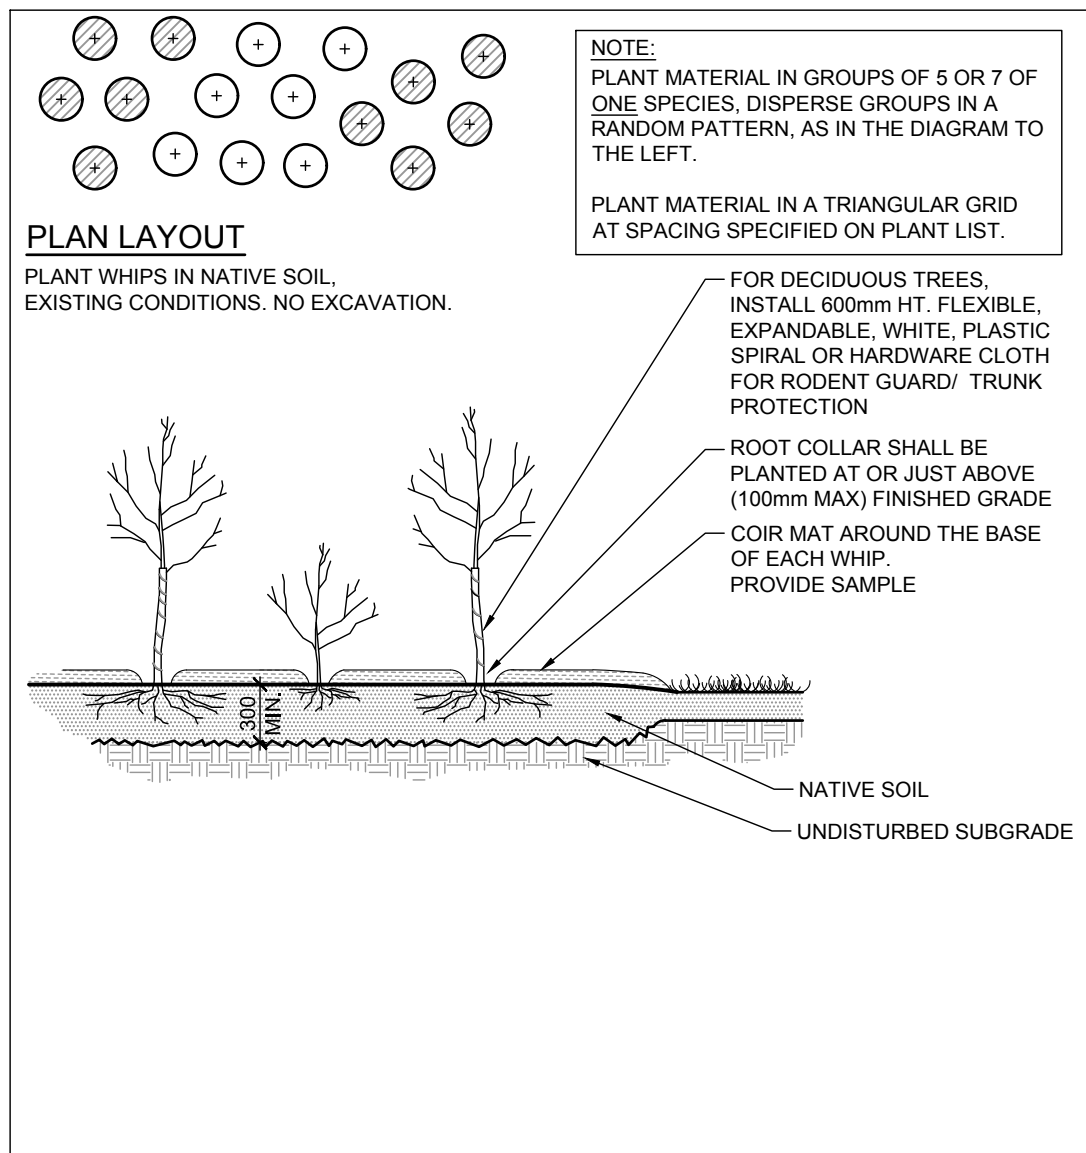 NOTE:
PLANT MATERIAL IN GROUPS OF 5 OR 7 OF
ONE SPECIES, DISPERSE GROUPS IN A
RANDOM PATTERN, AS IN THE DIAGRAM TO
THE LEFT.
PLANT MATERIAL IN A TRIANGULAR GRID
AT SPACING SPECIFIED ON PLANT LIST.
PLAN LAYOUT
PLANT WHIPS IN NATIVE SOIL,
EXISTING CONDITIONS. NO EXCAVATION.
FOR DECIDUOUS TREES,
INSTALL 600mm HT. FLEXIBLE,
EXPANDABLE, WHITE, PLASTIC
SPIRAL OR HARDWARE CLOTH
FOR RODENT GUARD/ TRUNK
PROTECTION
ROOT COLLAR SHALL BE
PLANTED AT OR JUST ABOVE
(100mm MAX) FINISHED GRADE
COIR MAT AROUND THE BASE
OF EACH WHIP.
PROVIDE SAMPLE
300
MIN.
NATIVE SOIL
UNDISTURBED SUBGRADE